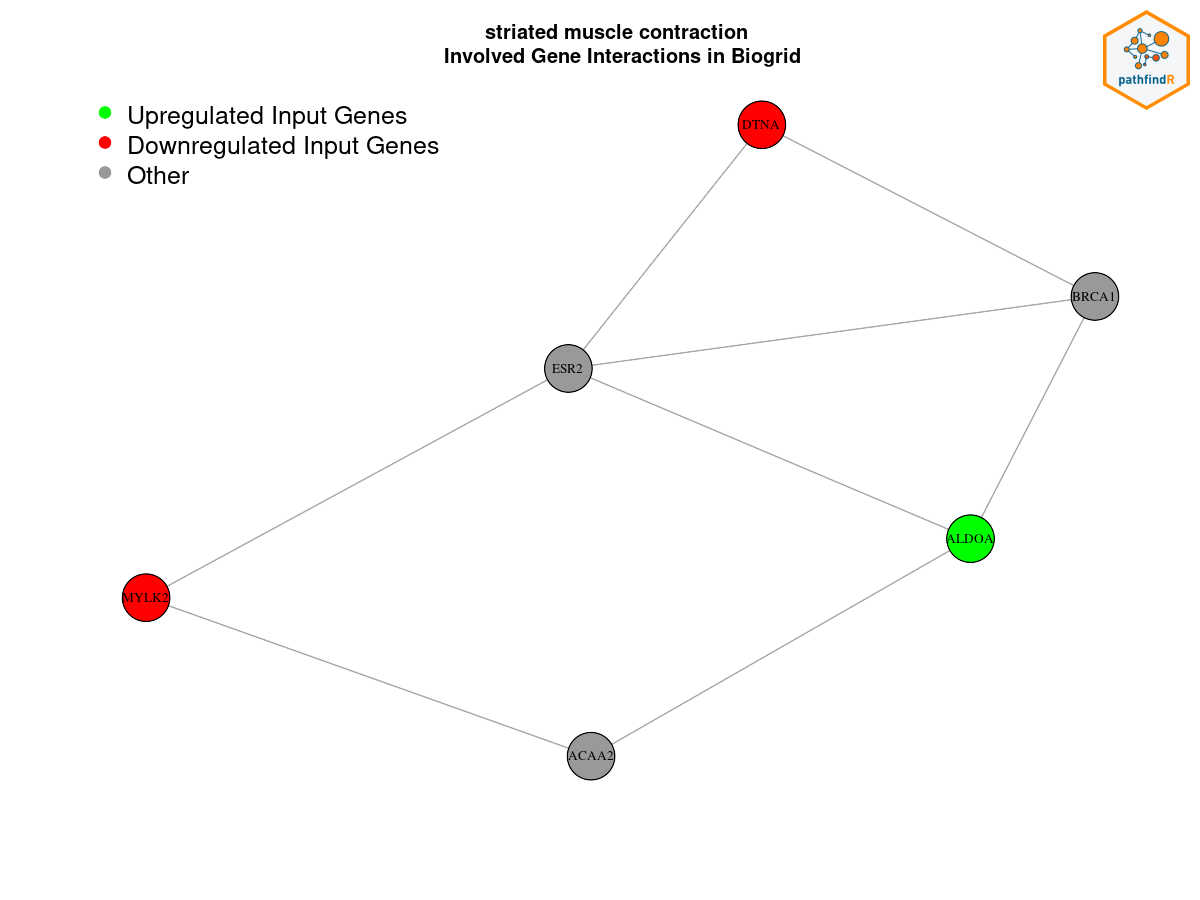 striated muscle contraction
Involved Gene Interactions in Biogrid
pathfindR
Upregulated Input Genes
Downregulated Input Genes
Other
DTNA
BRCA1
ESR2
ALDOA
MYLK2
ACAA2